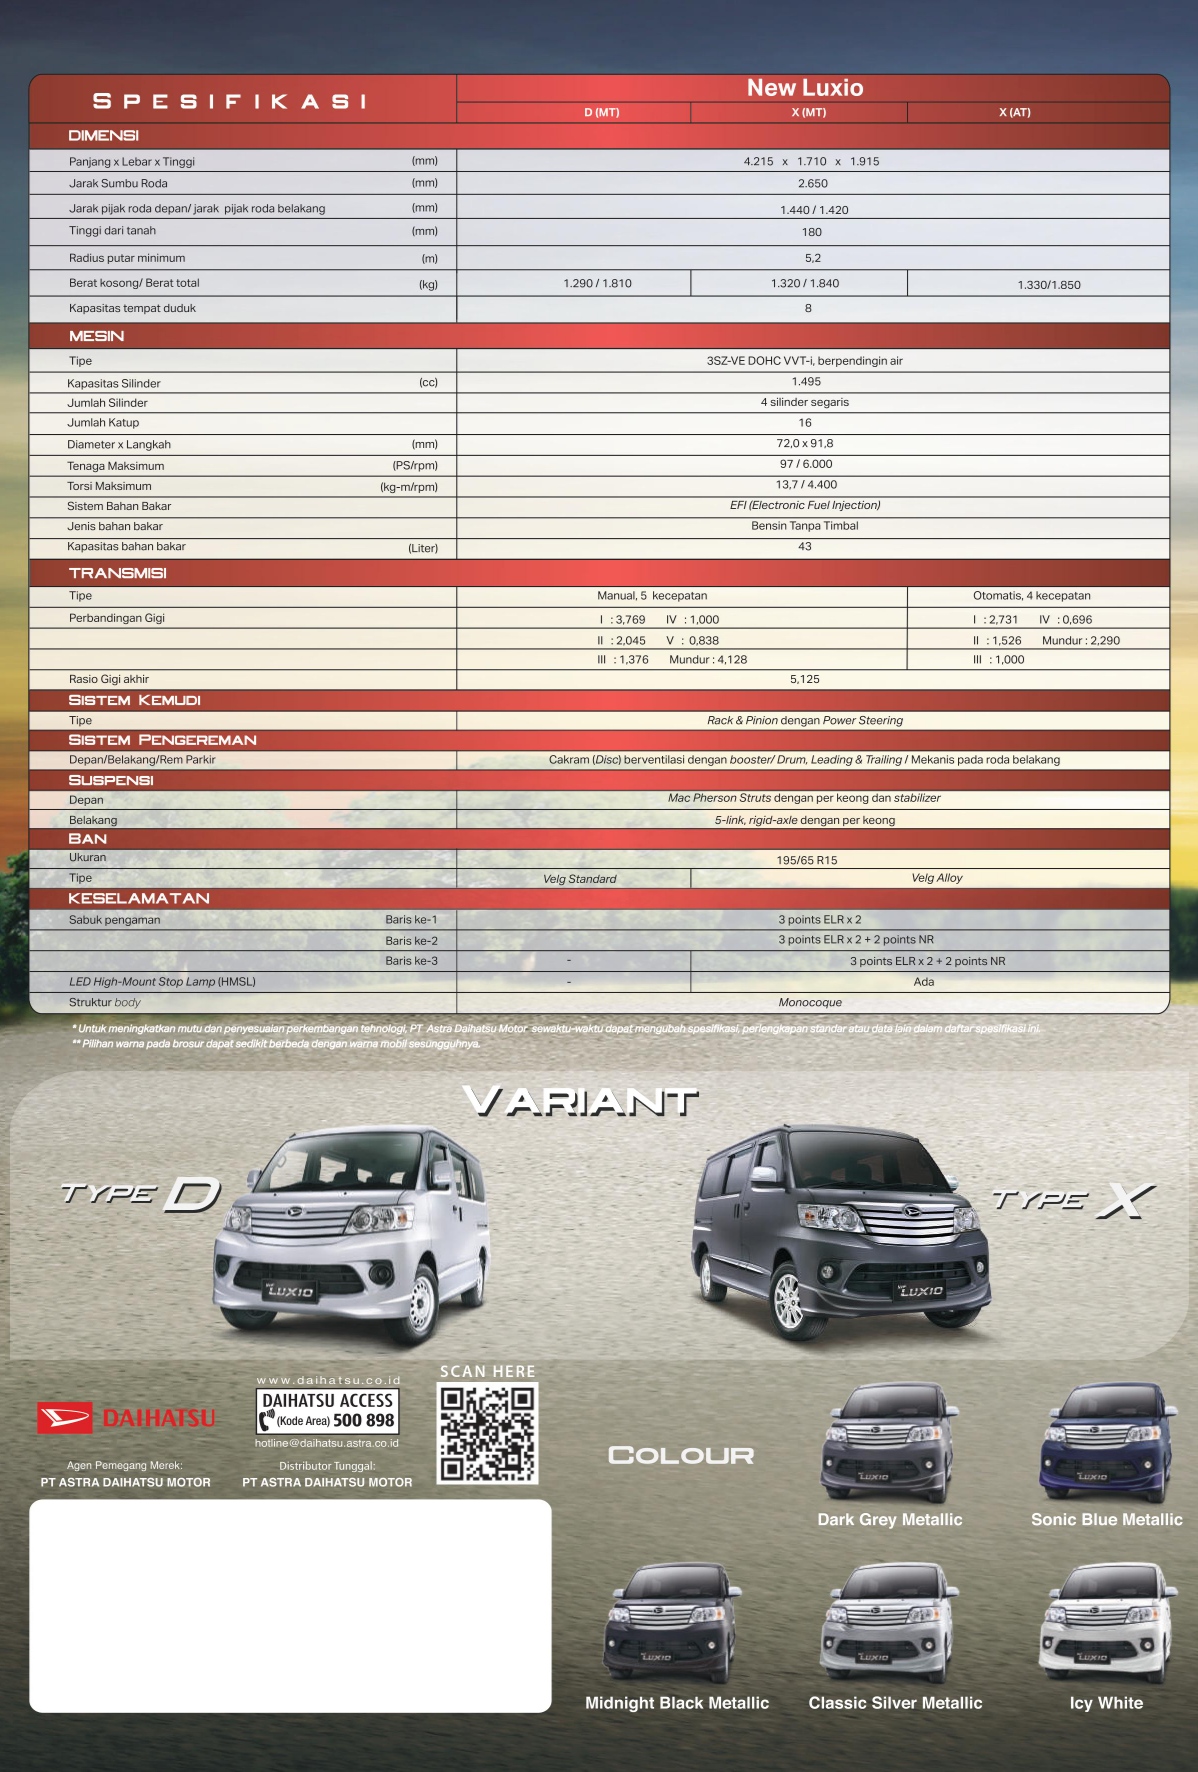 SPESIFIKASI
New Luxio
D (MT) X (MT) X (AT)
DIMENSI
Panjang x Lebar x Tinggi (mm) 4.215 x 1.710 x 1.915
Jarak Sumbu Roda (mm) 2.650
Jarak pijak roda depan/ jarak pijak roda belakang (mm) 1.440 / 1.420
Tinggi dari tanah (mm) 180
Radius putar minimum (m) 5,2
Berat kosong/ Berat total (kg) 1.290 / 1.810 1.320 / 1.840 1.330/1.850
Kapasitas tempat duduk 8
MESIN
Tipe 3SZ-VE DOHC VVT-i, berpendingin air
Kapasitas Silinder (cc) 1.495
Jumlah Silinder 4 silinder segaris
Jumlah Katup 16
Diameter x Langkah (mm) 72,0 x 91,8
Tenaga Maksimum (PS/rpm) 97 / 6.000
Torsi Maksimum (kg-m/rpm) 13,7 / 4.400
Sistem Bahan Bakar EFI (Electronic Fuel Injection)
Jenis bahan bakar Bensin Tanpa Timbal
Kapasitas bahan bakar (Liter) 43
TRANSMISI
Tipe Manual, 5 kecepatan Otomatis, 4 kecepatan
Perbandingan Gigi I : 3,769 IV : 1,000 I : 2,731 IV : 0,696
II : 2,045 V : 0,838 II : 1,526 Mundur : 2,290
III : 1,376 Mundur : 4,128 III : 1,000
Rasio Gigi akhir 5,125
SISTEM KEMUDI
Tipe Rack & Pinion dengan Power Steering
SISTEM PENGEREMAN
Depan/Belakang/Rem Parkir Cakram (Disc) berventilasi dengan booster/ Drum, Leading & Trailing / Mekanis pada roda belakang
SUSPENSI
Depan Mac Pherson Struts dengan per keong dan stabilizer
Belakang 5-link, rigid-axle dengan per keong
BAN
Ukuran 195/65 R15
Tipe Velg Standard Velg Alloy
KESELAMATAN
Sabuk pengaman Baris ke-1 3 points ELR x 2
Baris ke-2 3 points ELR x 2 + 2 points NR
Baris ke-3 - 3 points ELR x 2 + 2 points NR
LED High-Mount Stop Lamp (HMSL) - Ada
Struktur body Monocoque
* Untuk meningkatkan mutu dan penyesuaian perkembangan tehnologi, PT Astra Daihatsu Motor sewaktu-waktu dapat mengubah spesifikasi, perlengkapan standar atau data lain dalam daftar spesifikasi ini.
** Pilihan warna pada brosur dapat sedikit berbeda dengan warna mobil sesungguhnya.
VARIANT
TYPE D
TYPE X
New LUXIO
New LUXIO
SCAN HERE
www.daihatsu.co.id
DAIHATSU
DAIHATSU ACCESS
(Kode Area) 500 898
hotline@daihatsu.astra.co.id
Agen Pemegang Merek:
PT ASTRA DAIHATSU MOTOR
Distributor Tunggal:
PT ASTRA DAIHATSU MOTOR
COLOUR
LUXIO
LUXIO
Dark Grey Metallic
Sonic Blue Metallic
LUXIO
LUXIO
LUXIO
Midnight Black Metallic
Classic Silver Metallic
Icy White